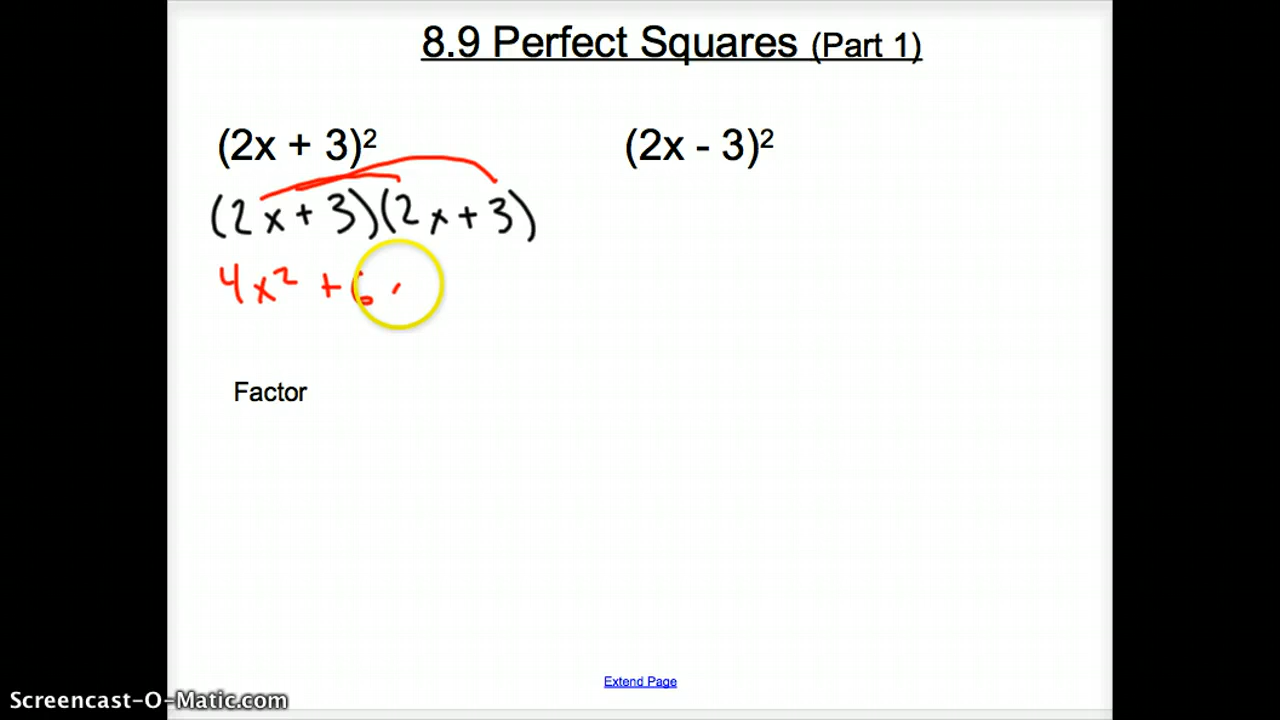 8.9 Perfect Squares (Part 1)
(2x + 3)²
(2x - 3)²
(2x + 3)(2x + 3)
4x² + 6
Factor
Extend Page
Screencast-O-Matic.com